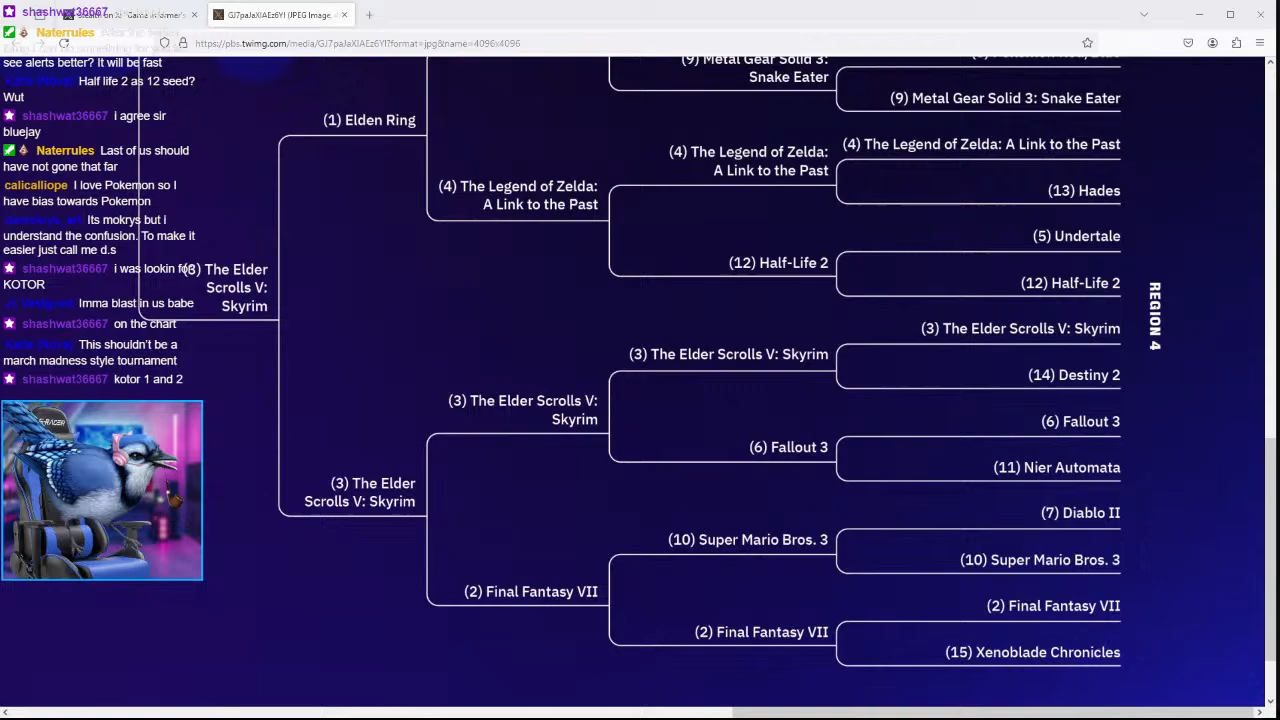 shashwat36667
Naterrules
see alerts better? It will be fast
Half life 2 as 12 seed?
Wut
shashwat36667 I agree sir
bluejay
Naterrules Last of us should
have not gone that far
calicalliope I love Pokemon so I
have bias towards Pokemon
Its mokrys but i
understand the confusion. To make it
easier just call me d.s
shashwat36667 i was lookin for
KOTOR
Imma blast in us babe
shashwat36667 on the chart
This shouldn't be a
march madness style tournament
shashwat36667 kotor 1 and 2
GJ7paJaXIAEz6YI (JPEG Image,
https://pbs.twimg.com/media/GJ7paJaXIAEz6YI?format=jpg&name=4096x4096
(9) Metal Gear Solid 3:
Snake Eater
(9) Metal Gear Solid 3: Snake Eater
(1) Elden Ring
(4) The Legend of Zelda:
A Link to the Past
(4) The Legend of Zelda: A Link to the Past
(4) The Legend of Zelda:
A Link to the Past
(13) Hades
(5) Undertale
(12) Half-Life 2
(12) Half-Life 2
(3) The Elder
Scrolls V:
Skyrim
REGION 4
(3) The Elder Scrolls V: Skyrim
(3) The Elder Scrolls V: Skyrim
(14) Destiny 2
(3) The Elder Scrolls V:
Skyrim
(6) Fallout 3
(6) Fallout 3
(11) Nier Automata
(3) The Elder
Scrolls V: Skyrim
(7) Diablo II
(10) Super Mario Bros. 3
(10) Super Mario Bros. 3
(2) Final Fantasy VII
(2) Final Fantasy VII
(2) Final Fantasy VII
(15) Xenoblade Chronicles